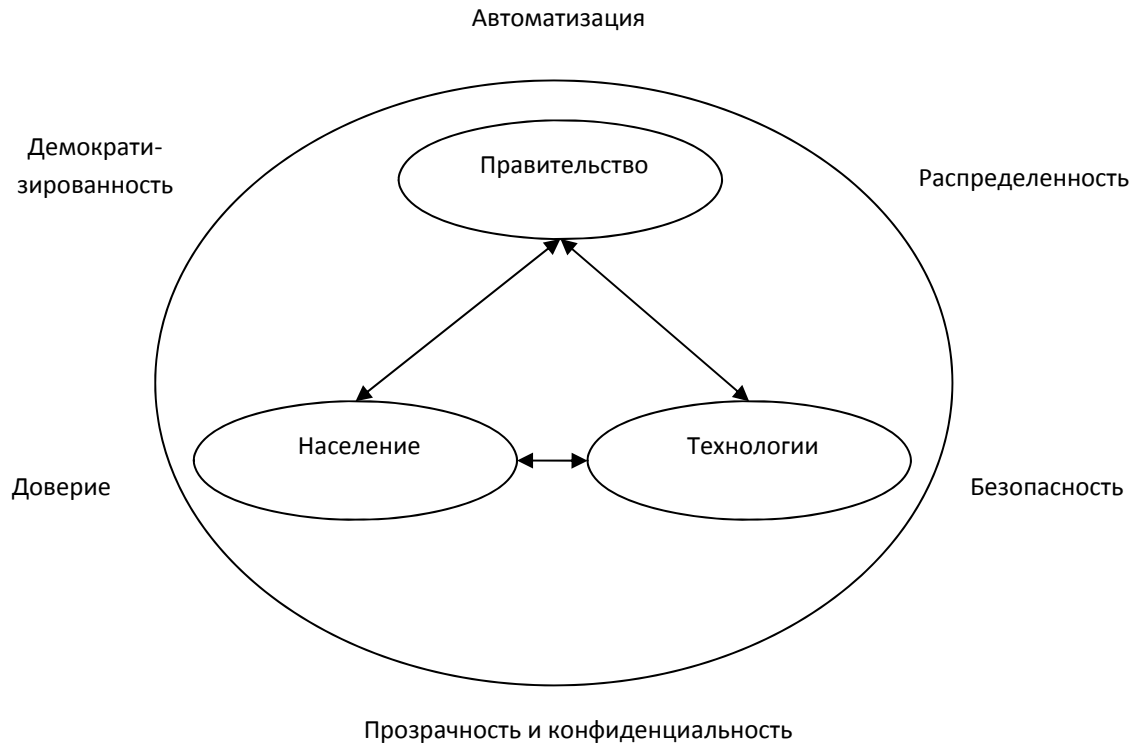 Автоматизация
Демократи-
зированность
Правительство
Распределенность
Население
Технологии
Доверие
Безопасность
Прозрачность и конфиденциальность